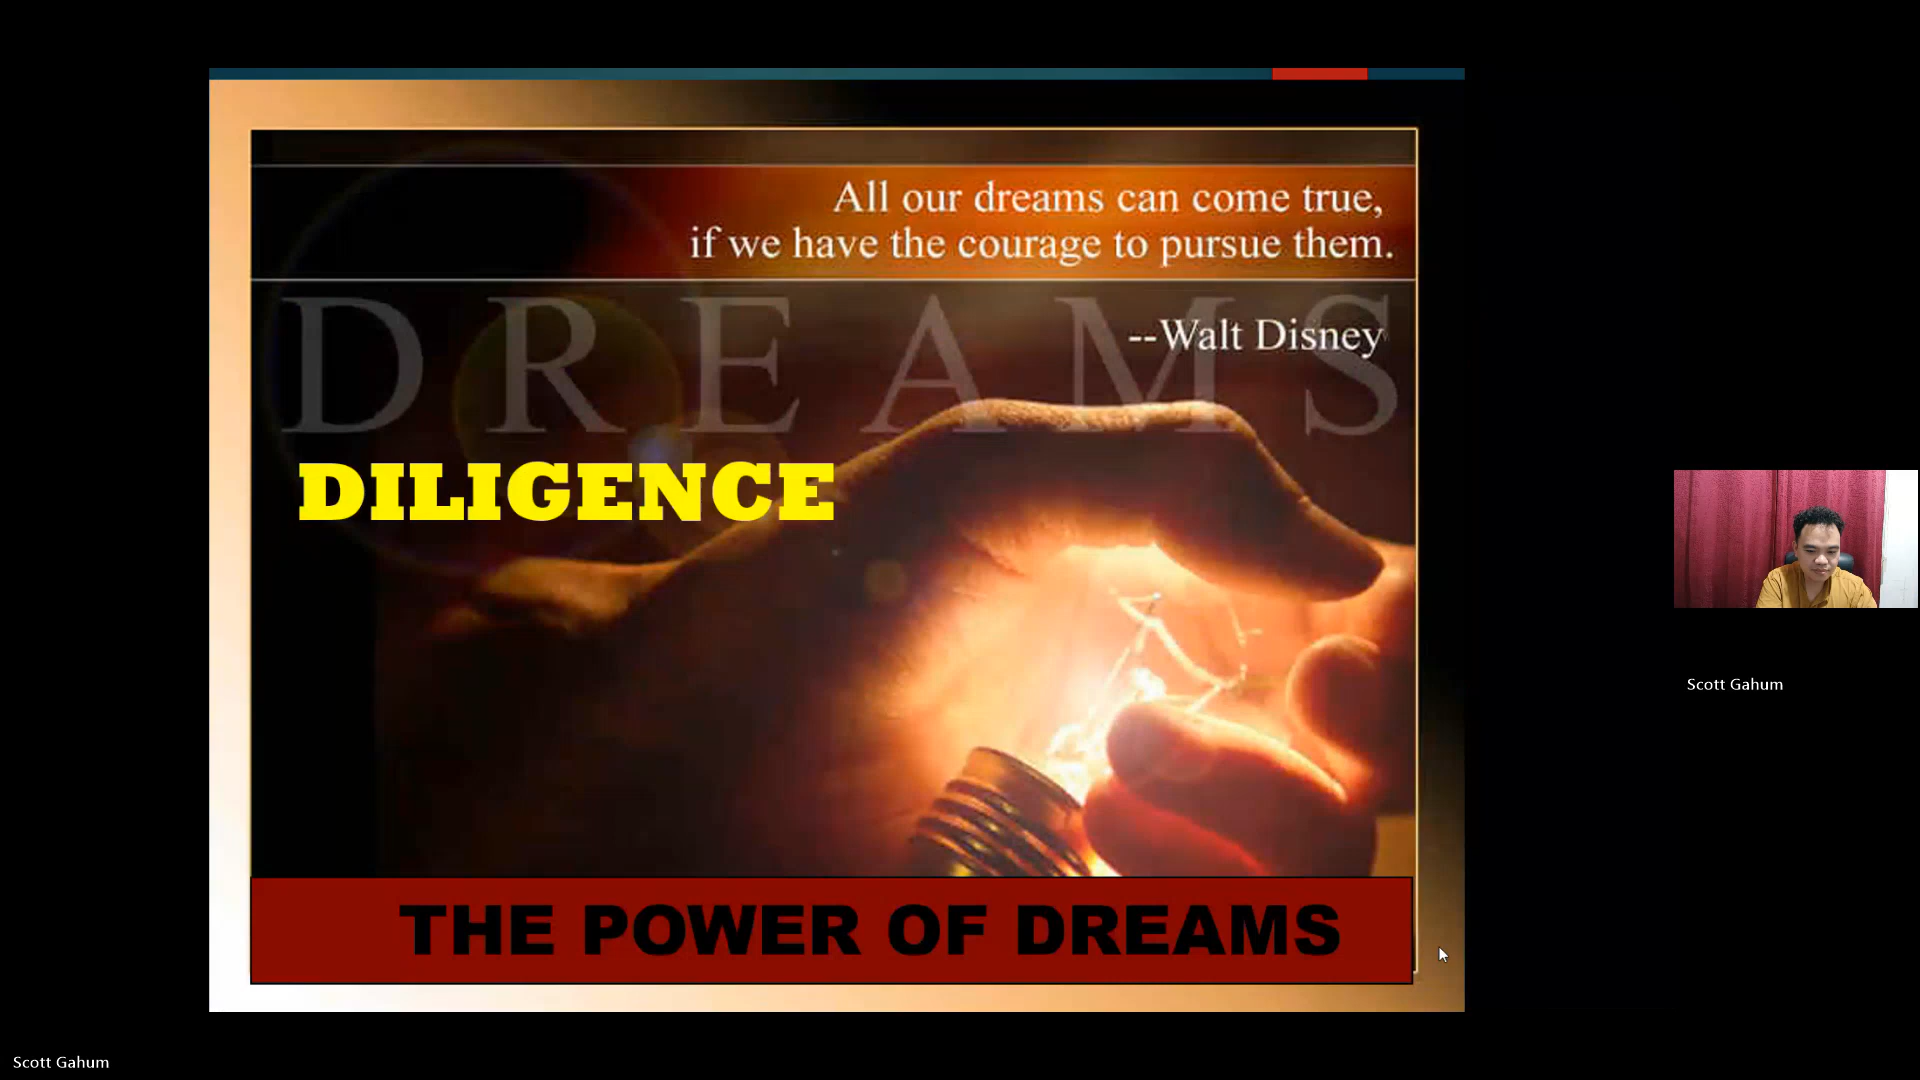 All our dreams can come true,
if we have the courage to pursue them.
DREAMS
--Walt Disney
DILIGENCE
THE POWER OF DREAMS
Scott Gahum
Scott Gahum